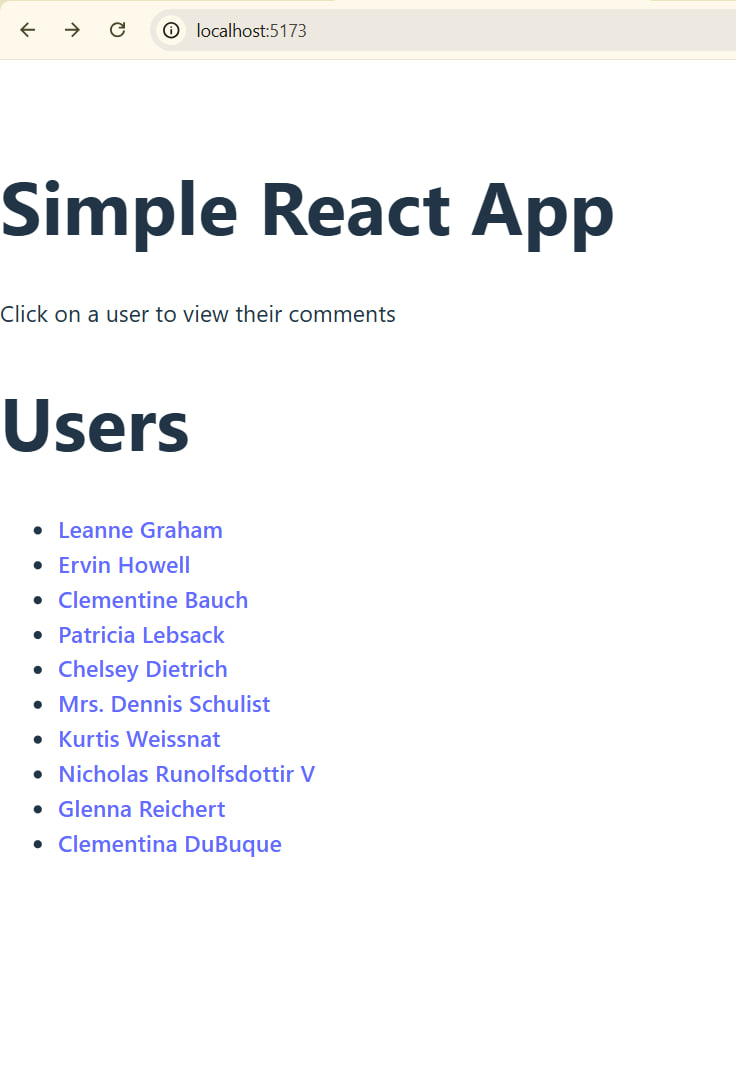 localhost:5173
Simple React App
Click on a user to view their comments
Users
Leanne Graham
Ervin Howell
Clementine Bauch
Patricia Lebsack
Chelsey Dietrich
Mrs. Dennis Schulist
Kurtis Weissnat
Nicholas Runolfsdottir V
Glenna Reichert
Clementina DuBuque